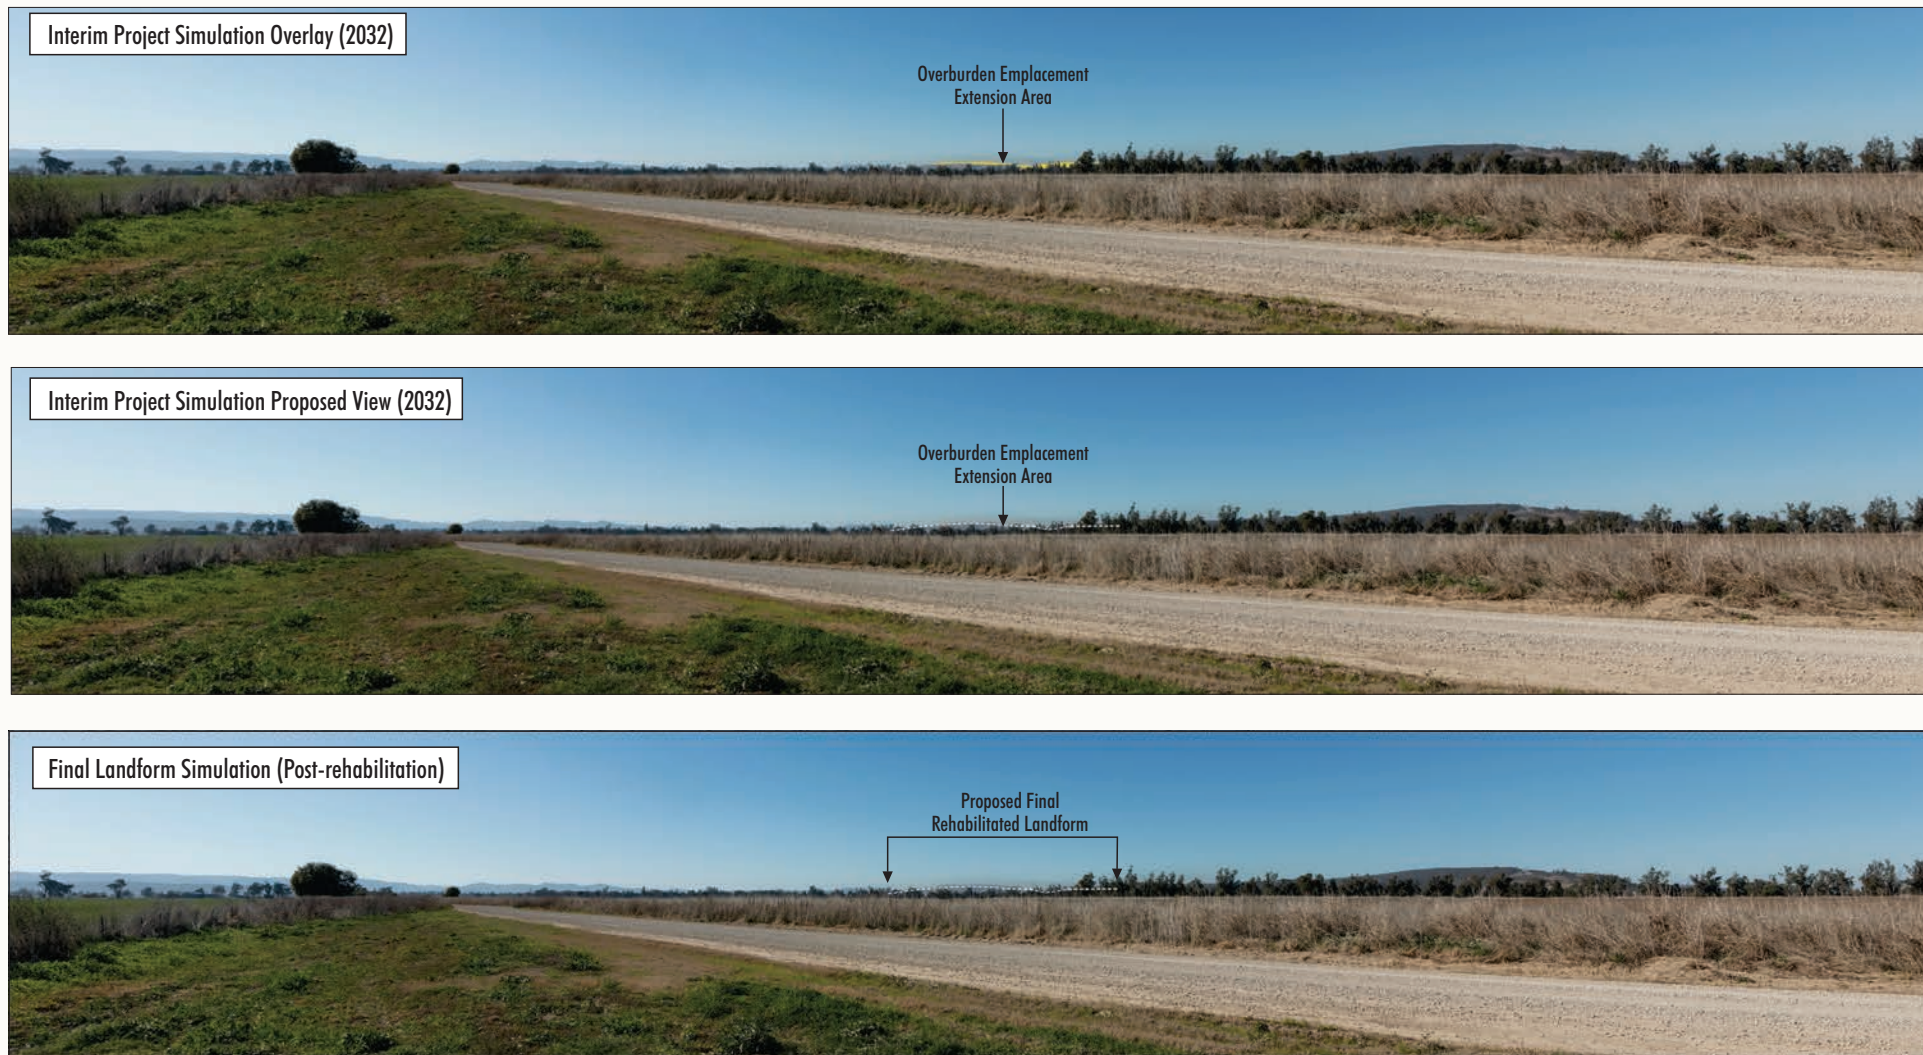 Interim Project Simulation Overlay (2032)
Overburden Emplacement
Extension Area
Interim Project Simulation Proposed View (2032)
Overburden Emplacement
Extension Area
Final Landform Simulation (Post-rehabilitation)
Proposed Final
Rehabilitated Landform